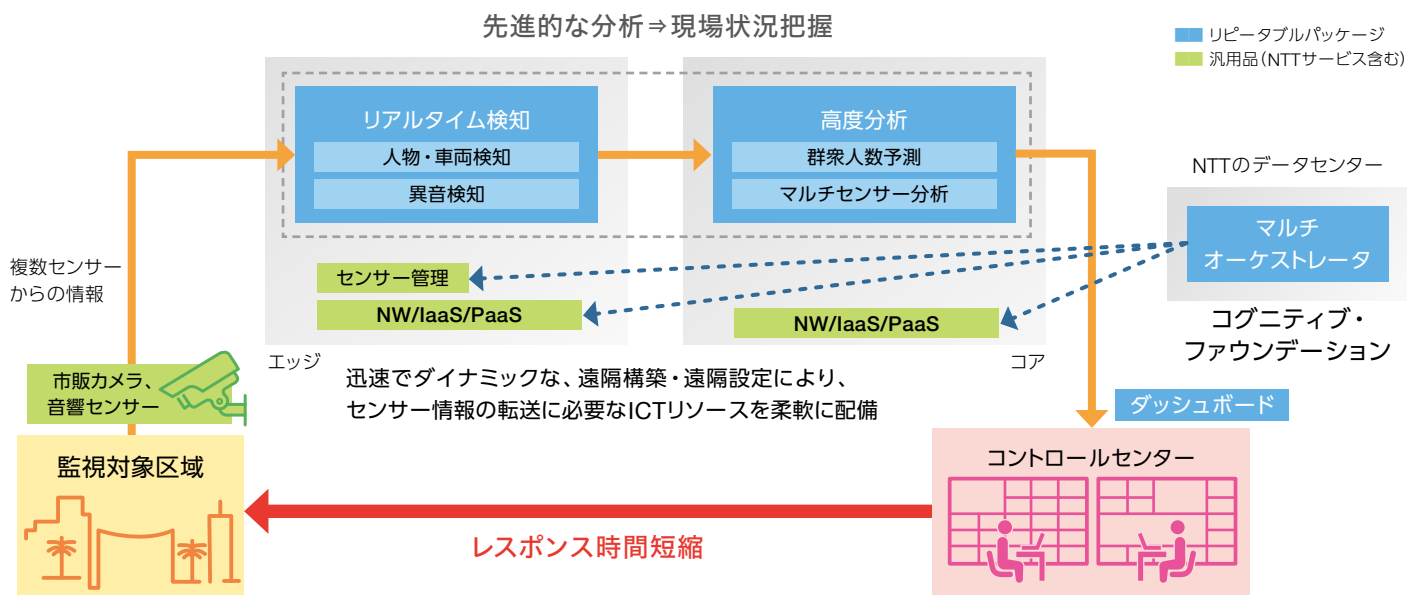 先進的な分析⇒現場状況把握
リピータブルパッケージ
汎用品(NTTサービス含む)
リアルタイム検知
人物・車両検知
異音検知
高度分析
群衆人数予測
マルチセンサー分析
NTTのデータセンター
マルチ
オーケストレータ
コグニティブ・
ファウンデーション
複数センサー
からの情報
センサー管理
NW/IaaS/PaaS
NW/IaaS/PaaS
エッジ
コア
迅速でダイナミックな、遠隔構築・遠隔設定により、
センサー情報の転送に必要なICTリソースを柔軟に配備
市販カメラ、
音響センサー
ダッシュボード
監視対象区域
コントロールセンター
レスポンス時間短縮